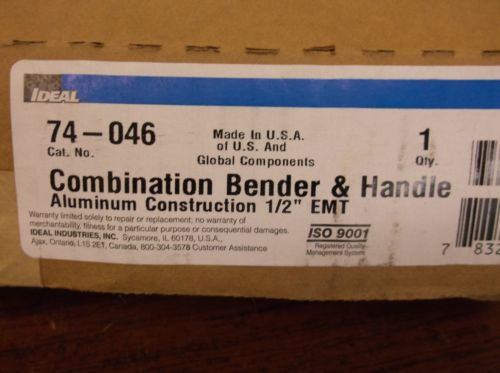 IDEAL
74-046
Cat. No.
Made In U.S.A.
of U.S. And
Global Components
1
Qty.
Combination Bender & Handle
Aluminum Construction 1/2" EMT
Warranty limited solely to repair or replacement; no warranty of
merchantability, fitness for a particular purpose or consequential damages.
IDEAL INDUSTRIES, INC. Sycamore, IL 60178, U.S.A.,
Ajax, Ontario, L1S 2E1, Canada, 800-304-3578 Customer Assistance
ISO 9001
Registered Quality
Management System
7 832